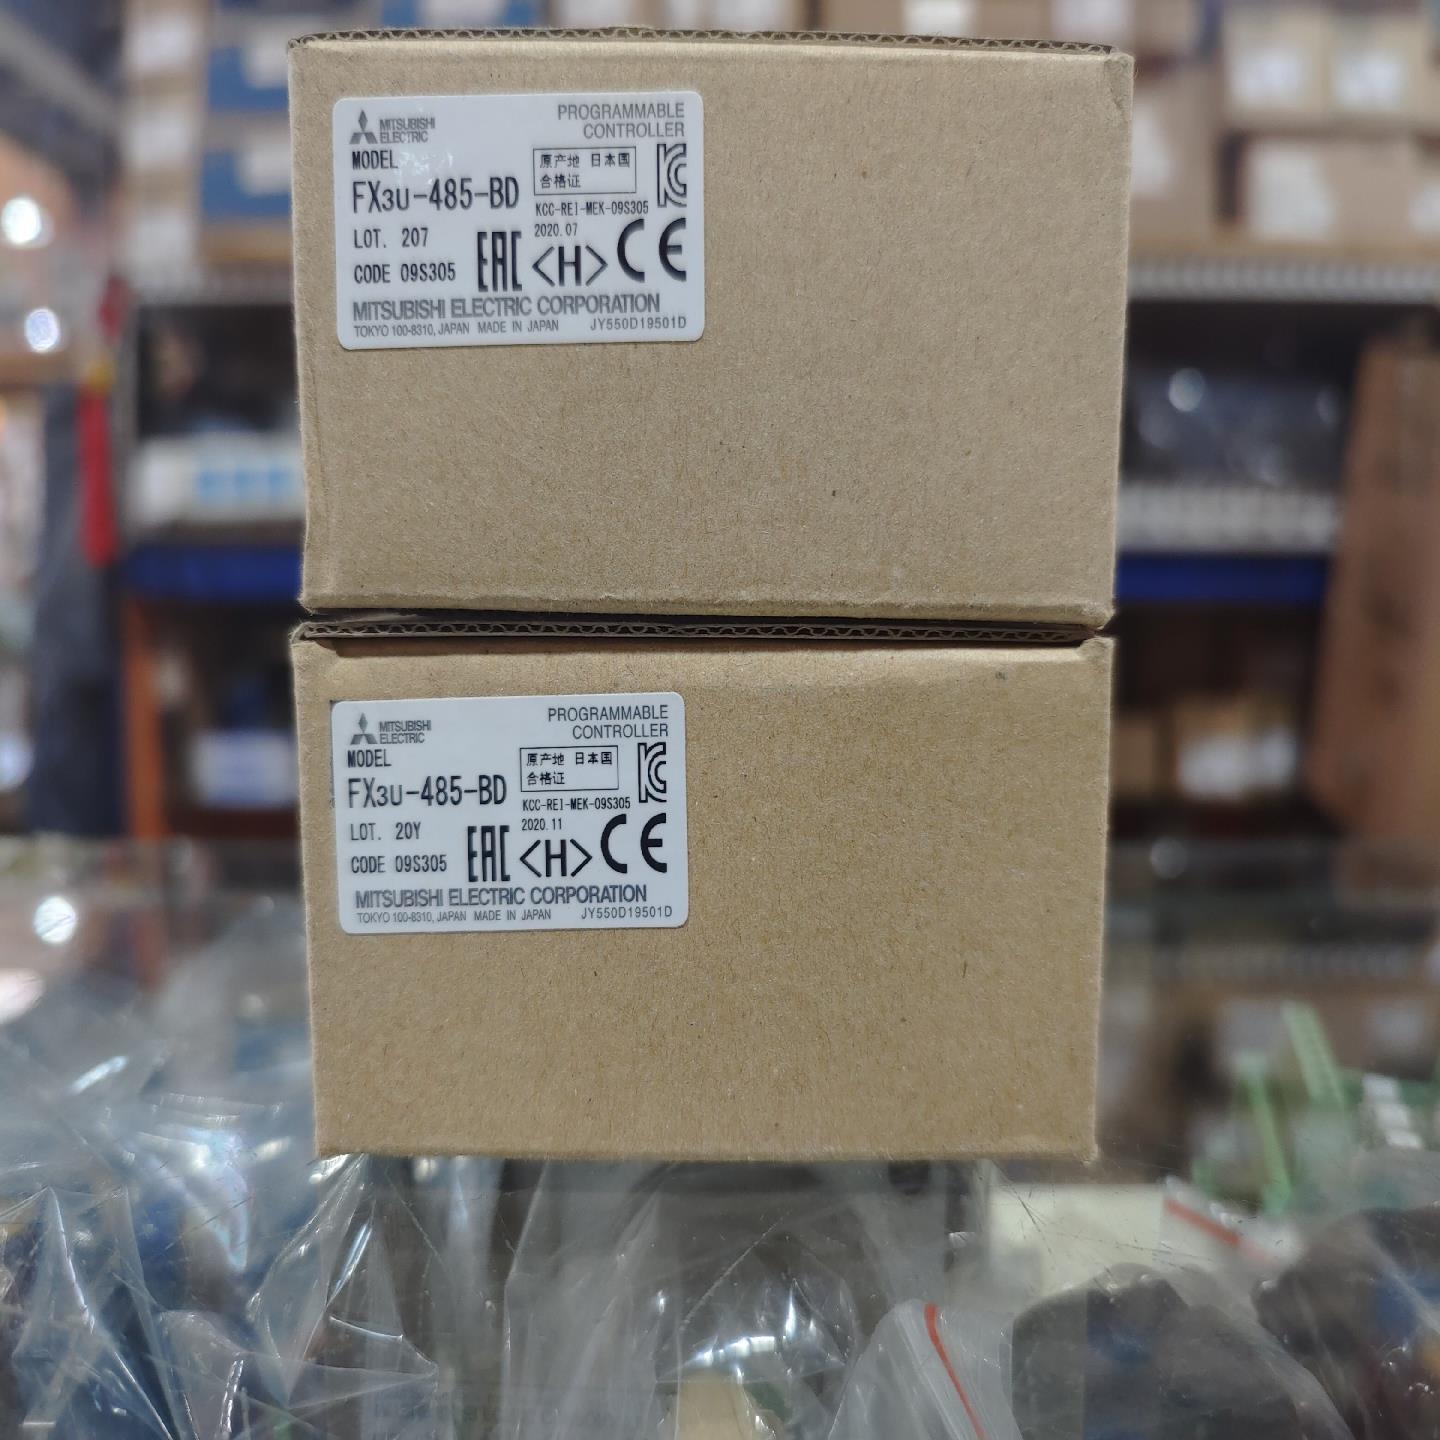 MITSUBISHI
ELECTRIC
PROGRAMMABLE
CONTROLLER
MODEL
FX3U-485-BD
原产地 日本国
合格证
KCC-REI-MEK-09S305
LOT. 207
2020.07
CODE 09S305
EAC <H> CE
MITSUBISHI ELECTRIC CORPORATION
TOKYO 100-8310, JAPAN MADE IN JAPAN JY550D19501D
MITSUBISHI
ELECTRIC
PROGRAMMABLE
CONTROLLER
MODEL
FX3U-485-BD
原产地 日本国
合格证
KCC-REI-MEK-09S305
LOT. 20Y
2020.11
CODE 09S305
EAC <H> CE
MITSUBISHI ELECTRIC CORPORATION
TOKYO 100-8310, JAPAN MADE IN JAPAN JY550D19501D